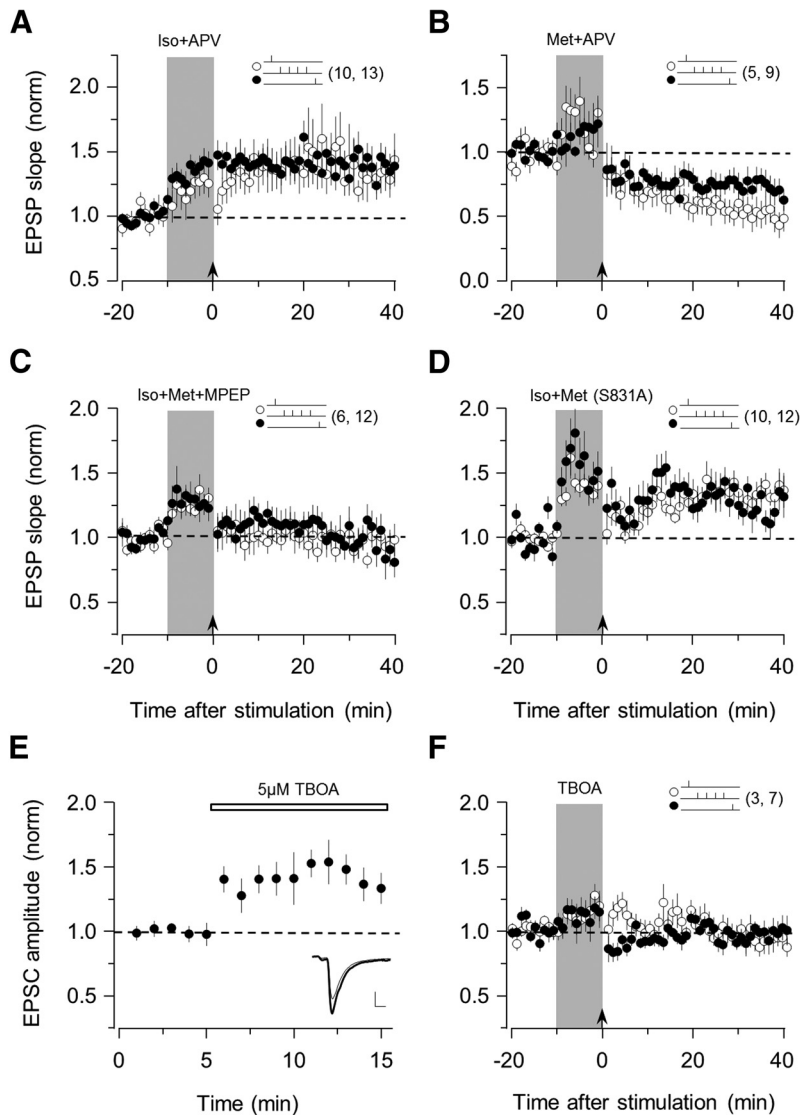 A
Iso+APV
(10, 13)
EPSP slope (norm)
2.0
1.5
1.0
0.5
-20
0
20
40
B
Met+APV
(5, 9)
1.5
1.0
0.5
0.0
-20
0
20
40
C
Iso+Met+MPEP
(6, 12)
EPSP slope (norm)
2.0
1.5
1.0
0.5
-20
0
20
40
Time after stimulation (min)
D
Iso+Met (S831A)
(10, 12)
2.0
1.5
1.0
0.5
-20
0
20
40
Time after stimulation (min)
E
5μM TBOA
EPSC amplitude (norm)
2.0
1.5
1.0
0.5
0
5
10
15
Time (min)
F
TBOA
(3, 7)
2.0
1.5
1.0
0.5
-20
0
20
40
Time after stimulation (min)